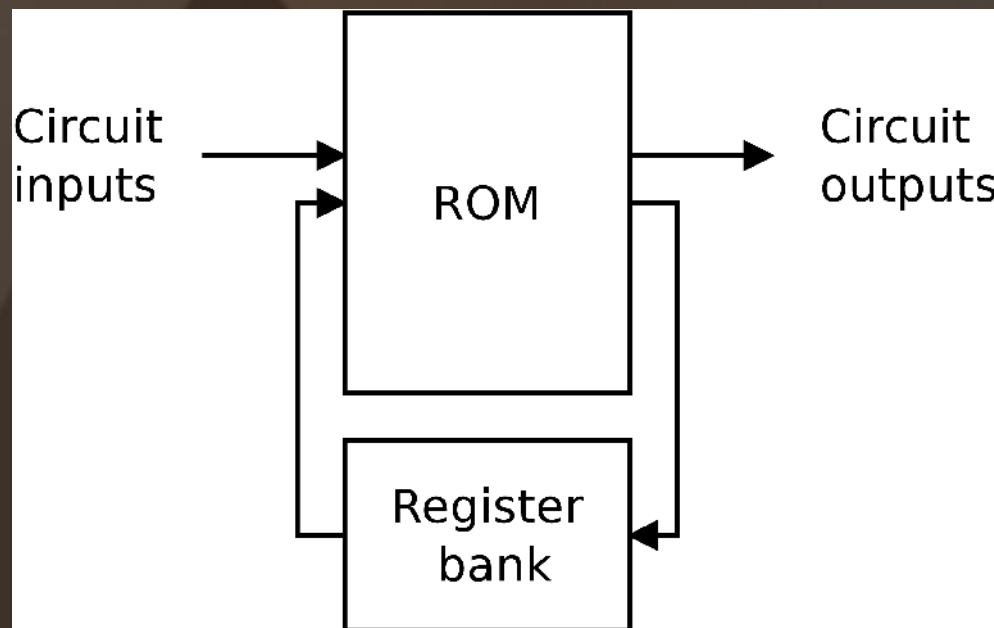 Circuit
inputs
ROM
Circuit
outputs
Register
bank